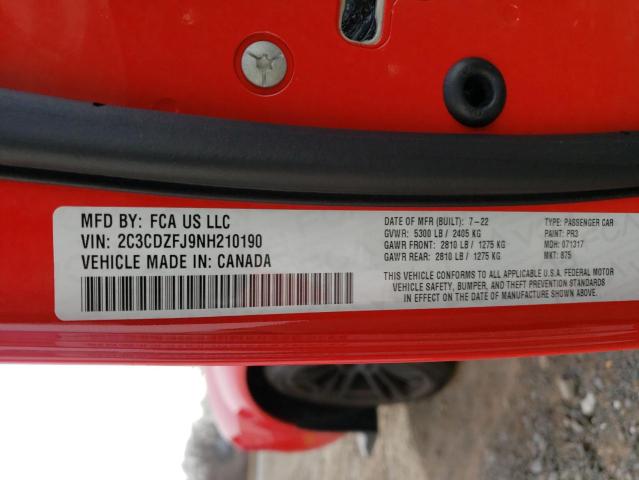 MFD BY: FCA US LLC
VIN: 2C3CDZFJ9NH210190
VEHICLE MADE IN: CANADA
DATE OF MFR (BUILT): 7-22
GVWR: 5300 LB / 2405 KG
GAWR FRONT: 2810 LB / 1275 KG
GAWR REAR: 2810 LB / 1275 KG
TYPE: PASSENGER CAR
PAINT: PR3
MDH: 071317
MKT: 875
THIS VEHICLE CONFORMS TO ALL APPLICABLE U.S.A. FEDERAL MOTOR
VEHICLE SAFETY, BUMPER, AND THEFT PREVENTION STANDARDS
IN EFFECT ON THE DATE OF MANUFACTURE SHOWN ABOVE.